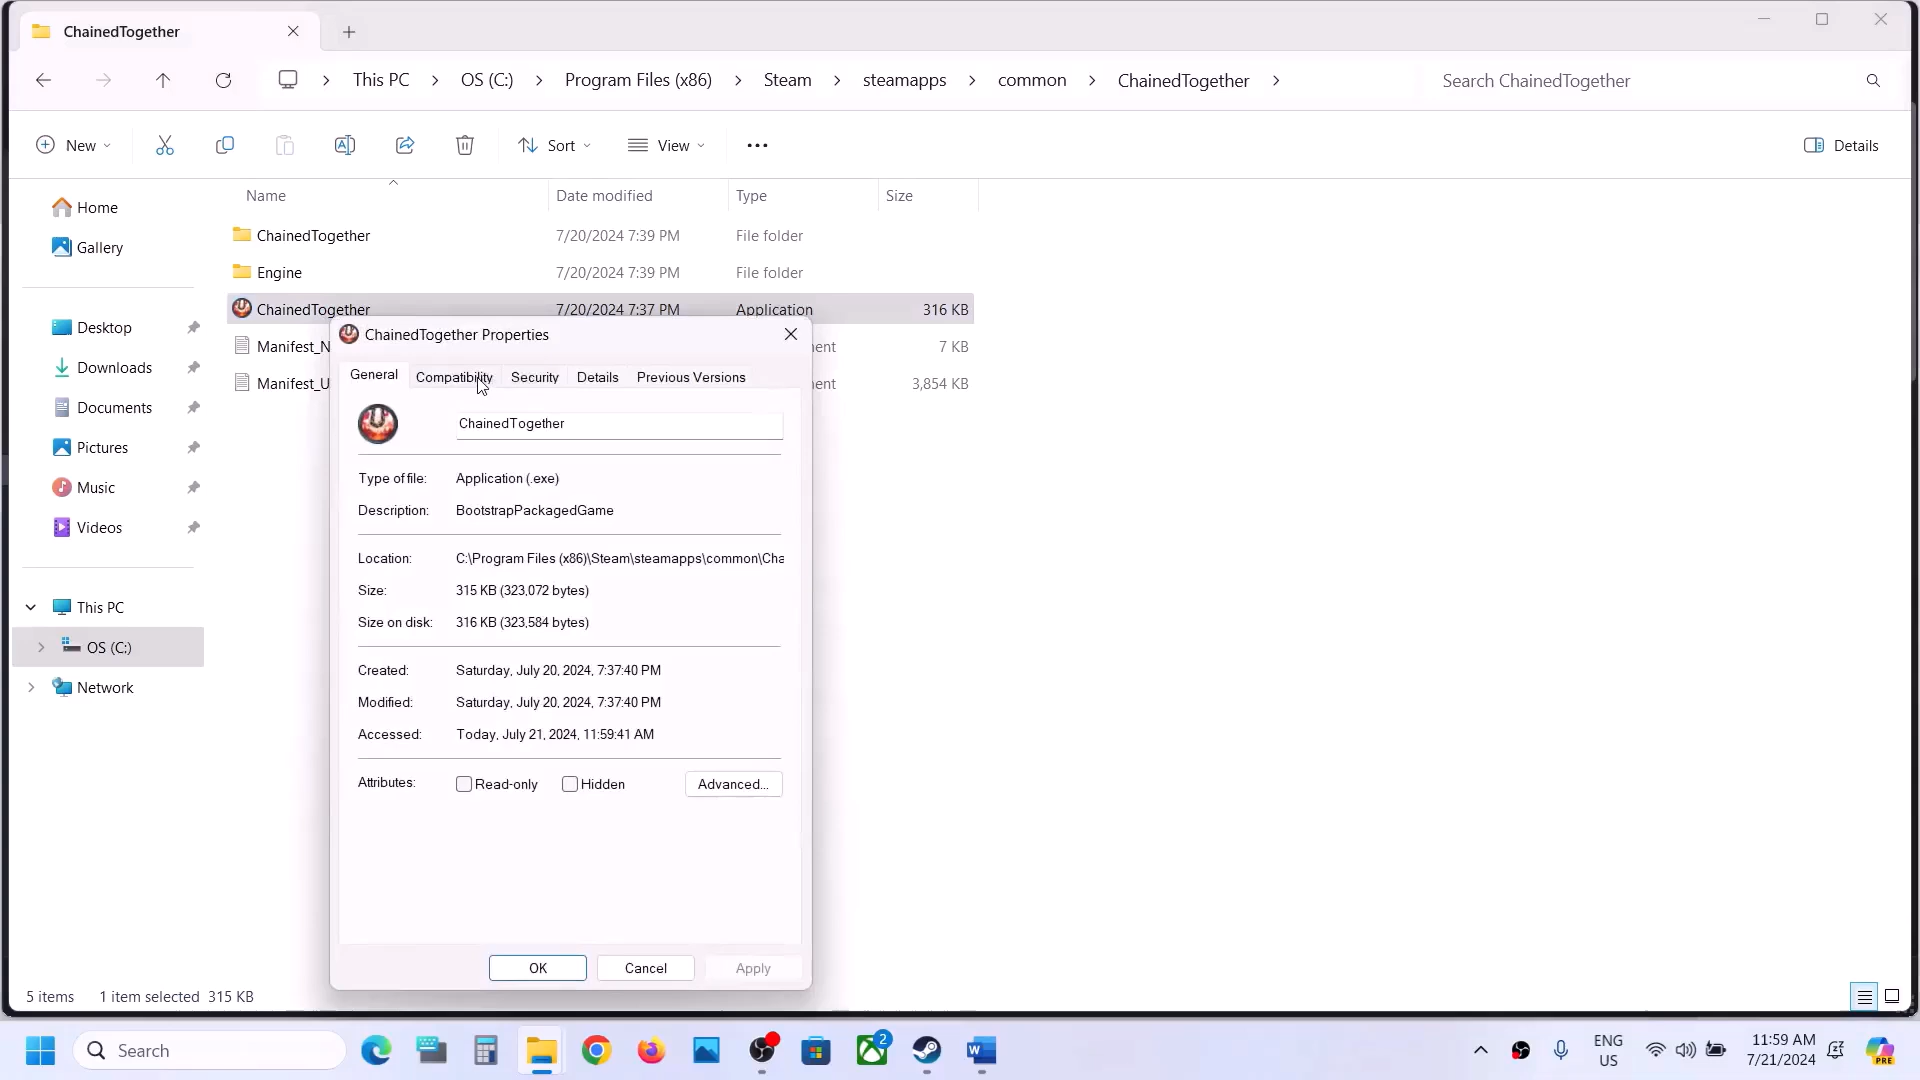 ChainedTogether
This PC OS (C:) Program Files (x86) Steam steamapps common ChainedTogether Search ChainedTogether
New Sort View Details
Name Date modified Type Size
Home
Gallery
Desktop
Downloads
Documents
Pictures
Music
Videos
This PC
OS (C:)
Network
ChainedTogether 7/20/2024 7:39 PM File folder
Engine 7/20/2024 7:39 PM File folder
ChainedTogether 7/20/2024 7:37 PM Application 316 KB
Manifest_N ent 7 KB
Manifest_U ent 3,854 KB
ChainedTogether Properties
General Compatibility Security Details Previous Versions
ChainedTogether
Type of file: Application (.exe)
Description: BootstrapPackagedGame
Location: C:\Program Files (x86)\Steam\steamapps\common\Cha
Size: 315 KB (323,072 bytes)
Size on disk: 316 KB (323,584 bytes)
Created: Saturday, July 20, 2024, 7:37:40 PM
Modified: Saturday, July 20, 2024, 7:37:40 PM
Accessed: Today, July 21, 2024, 11:59:41 AM
Attributes: Read-only Hidden Advanced...
OK Cancel Apply
5 items 1 item selected 315 KB
Search 2 ENG 11:59 AM
US 7/21/2024 PRE